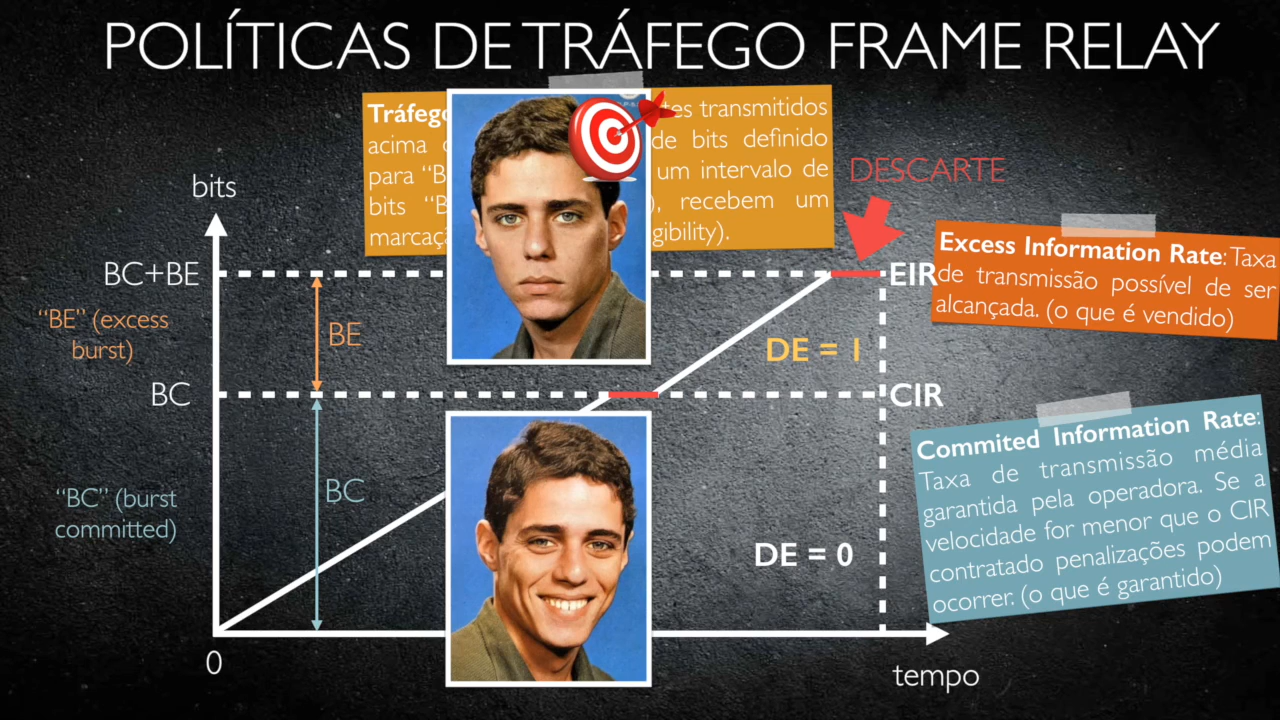 POLÍTICAS DE TRÁFEGO FRAME RELAY
tes transmitidos
acima de bits definido
para “B um intervalo de
bits “B ), recebem um
gibility).
DESCARTE
bits
BC+BE
“BE” (excess
burst)
BE
BC
“BC” (burst
committed)
BC
DE = 1
DE = 0
EIR
Excess Information Rate: Taxa
de transmissão possível de ser
alcançada. (o que é vendido)
CIR
Commited Information Rate:
Taxa de transmissão média
garantida pela operadora. Se a
velocidade for menor que o CIR
contratado penalizações podem
ocorrer. (o que é garantido)
0
tempo